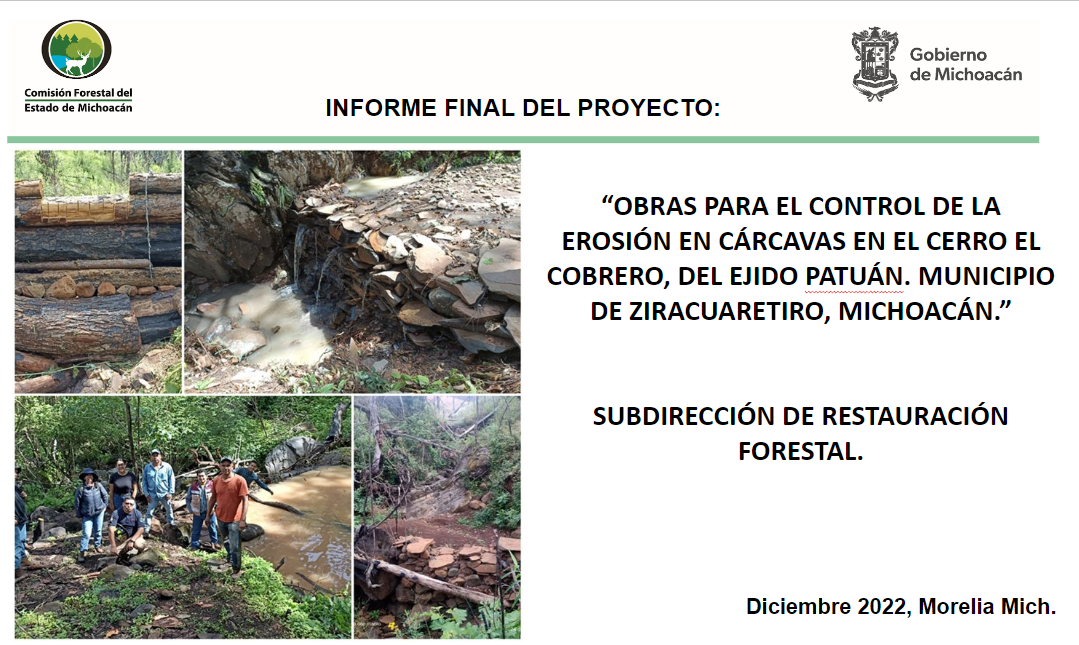 Comisión Forestal del
Estado de Michoacán
Gobierno
de Michoacán
INFORME FINAL DEL PROYECTO:
“OBRAS PARA EL CONTROL DE LA
EROSIÓN EN CÁRCAVAS EN EL CERRO EL
COBRERO, DEL EJIDO PATUÁN. MUNICIPIO
DE ZIRACUARETIRO, MICHOACÁN.”
SUBDIRECCIÓN DE RESTAURACIÓN
FORESTAL.
Diciembre 2022, Morelia Mich.